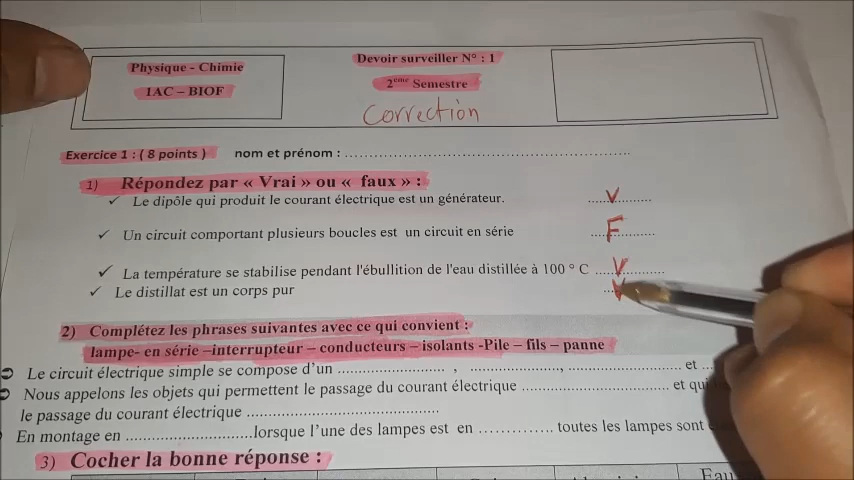 Physique - Chimie
1AC – BIOF
Devoir surveiller N° : 1
2eme Semestre
Correction
Exercice 1 : ( 8 points ) nom et prénom : ..........
1) Répondez par « Vrai » ou « faux » :
✓ Le dipôle qui produit le courant électrique est un générateur. .......... V
✓ Un circuit comportant plusieurs boucles est un circuit en série .......... F
✓ La température se stabilise pendant l'ébullition de l'eau distillée à 100 ° C .......... V
✓ Le distillat est un corps pur .......... V
2) Complétez les phrases suivantes avec ce qui convient :
lampe- en série –interrupteur – conducteurs – isolants -Pile – fils – panne
Le circuit électrique simple se compose d'un .......... , .........., .......... et ...
Nous appelons les objets qui permettent le passage du courant électrique .......... et
le passage du courant électrique ..........
En montage en ..........lorsque l'une des lampes est en .......... toutes les lampes sont
3) Cocher la bonne réponse :
Eau